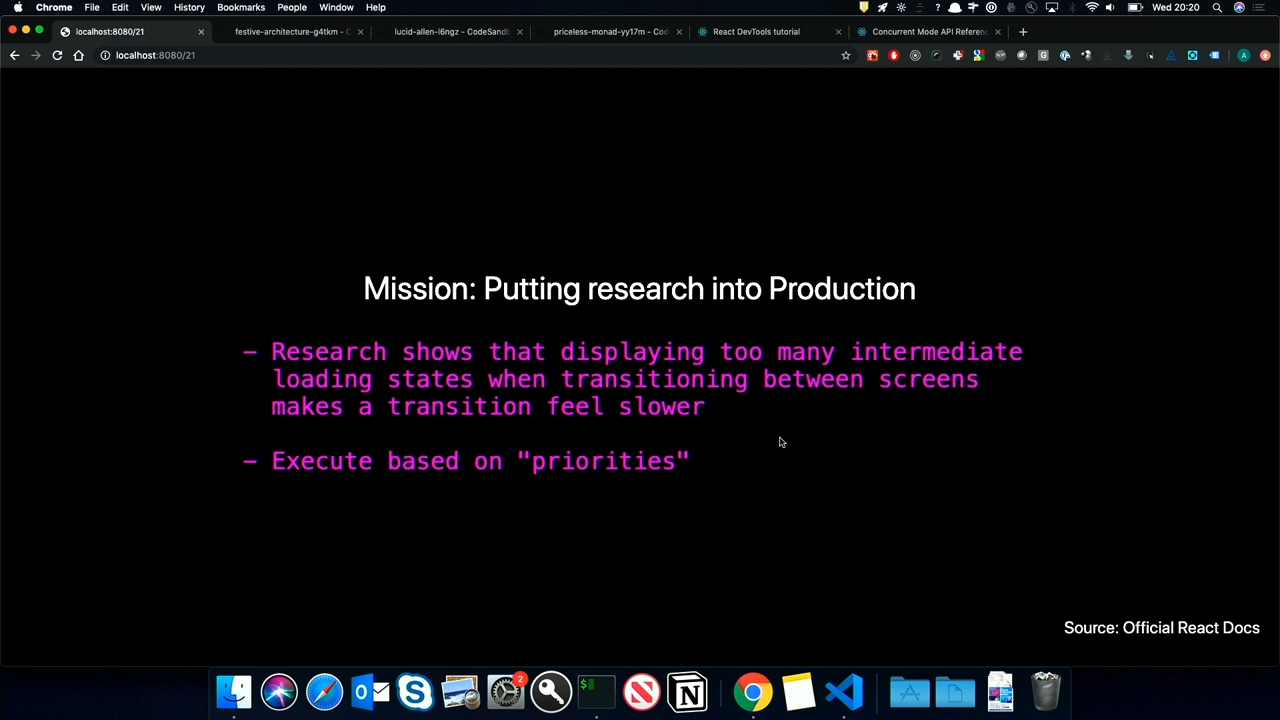 Chrome File Edit View History Bookmarks People Window Help Wed 20:20
localhost:8080/21 festive-architecture-g4tkm - C lucid-allen-l6ngz - CodeSandb priceless-monad-yy17m - Cod React DevTools tutorial Concurrent Mode API Referenc
localhost:8080/21
Mission: Putting research into Production
- Research shows that displaying too many intermediate
loading states when transitioning between screens
makes a transition feel slower
- Execute based on "priorities"
Source: Official React Docs
2